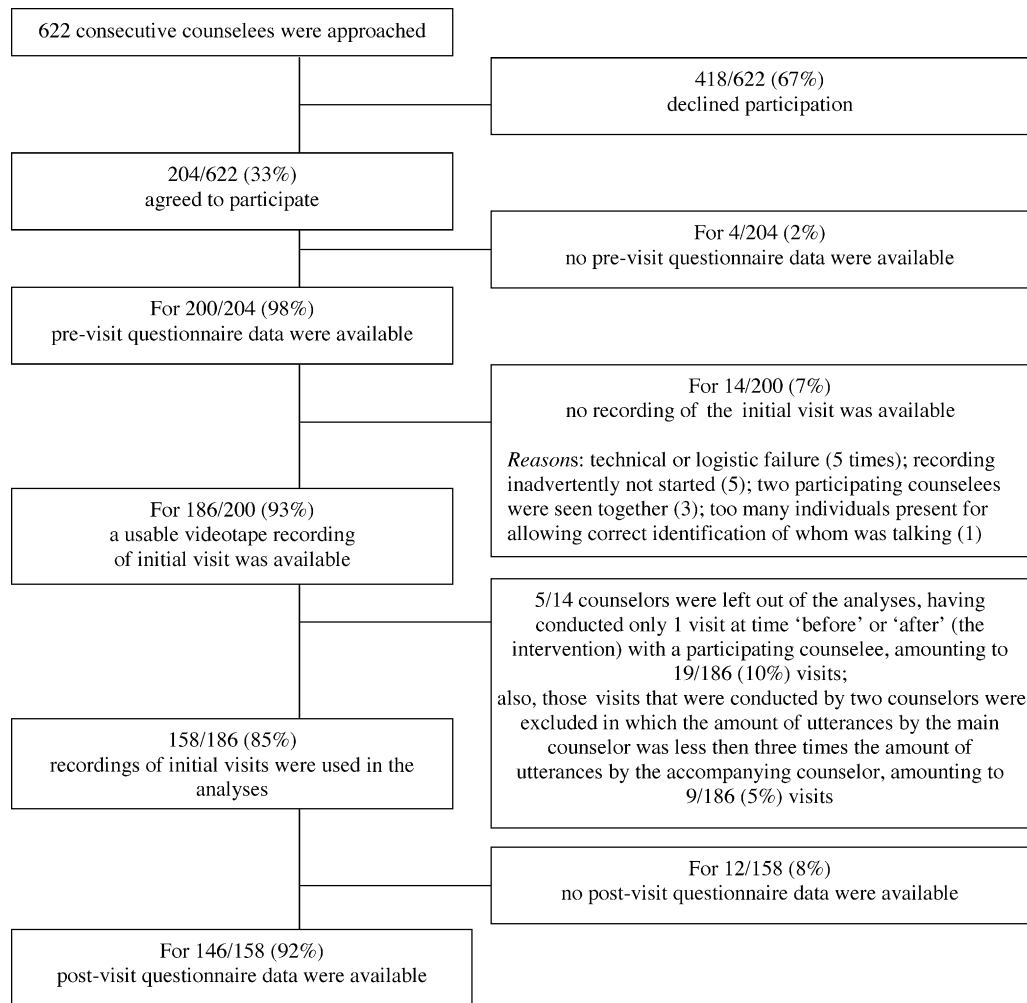 622 consecutive counselees were approached
418/622 (67%)
declined participation
204/622 (33%)
agreed to participate
For 4/204 (2%)
no pre-visit questionnaire data were available
For 200/204 (98%)
pre-visit questionnaire data were available
For 14/200 (7%)
no recording of the initial visit was available
Reasons: technical or logistic failure (5 times); recording
inadvertently not started (5); two participating counselees
were seen together (3); too many individuals present for
allowing correct identification of whom was talking (1)
For 186/200 (93%)
a usable videotape recording
of initial visit was available
5/14 counselors were left out of the analyses, having
conducted only 1 visit at time ‘before’ or ‘after’ (the
intervention) with a participating counselee, amounting to
19/186 (10%) visits;
also, those visits that were conducted by two counselors were
excluded in which the amount of utterances by the main
counselor was less then three times the amount of
utterances by the accompanying counselor, amounting to
9/186 (5%) visits
158/186 (85%)
recordings of initial visits were used in the
analyses
For 12/158 (8%)
no post-visit questionnaire data were available
For 146/158 (92%)
post-visit questionnaire data were available